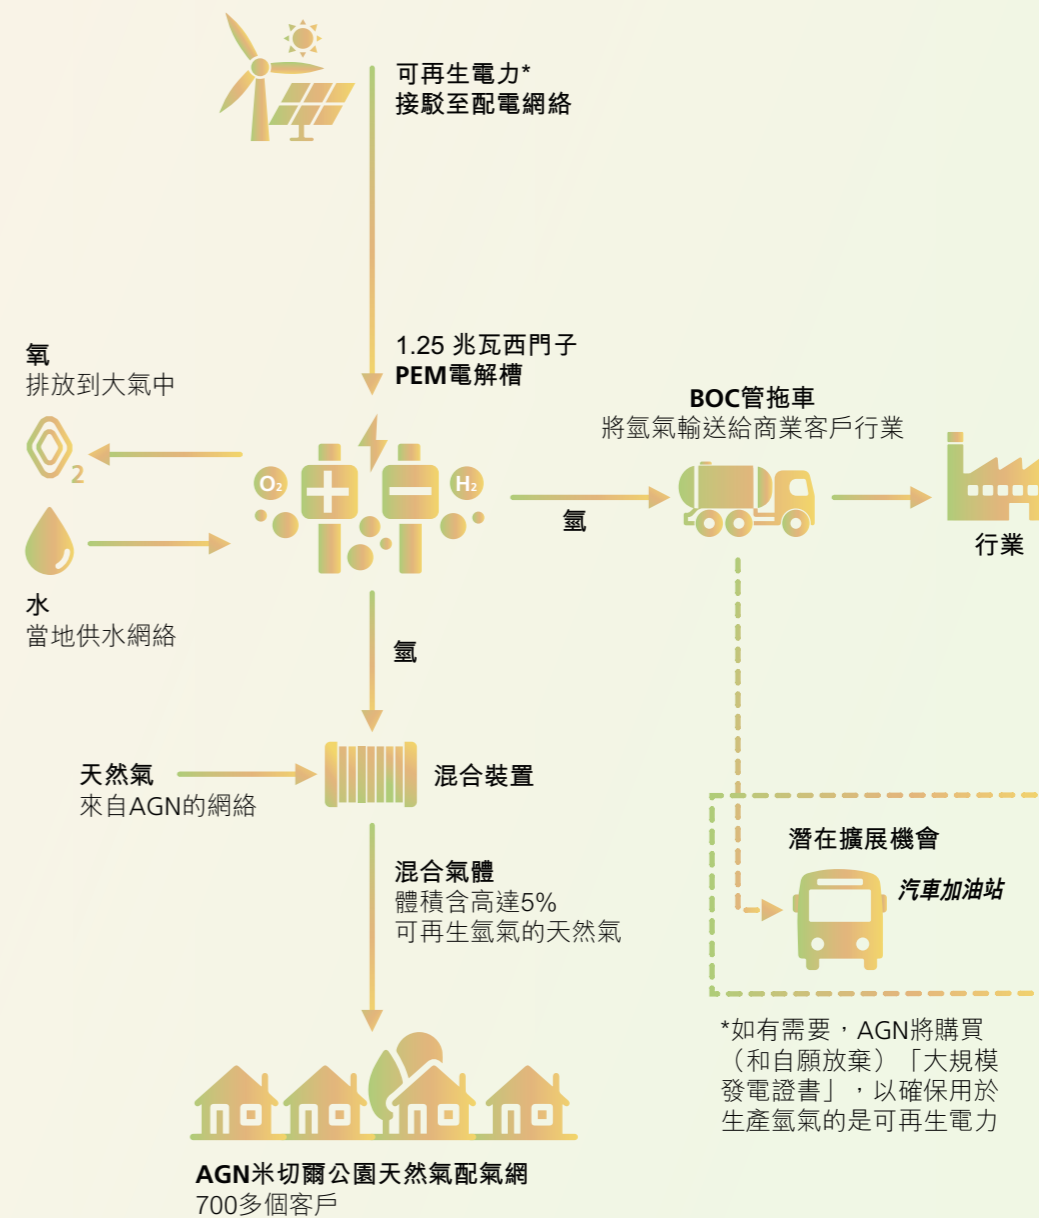 可再生電力*
接駁至配電網絡
1.25 兆瓦西門子
PEM電解槽
氧
排放到大氣中
2
O₂
H₂
水
當地供水網絡
氫
BOC管拖車
將氫氣輸送給商業客戶行業
行業
氫
天然氣
來自AGN的網絡
混合裝置
混合氣體
體積含高達5%
可再生氫氣的天然氣
潛在擴展機會
汽車加油站
*如有需要，AGN將購買
（和自願放棄）「大規模
發電證書」，以確保用於
生產氫氣的是可再生電力
AGN米切爾公園天然氣配氣網
700多個客戶